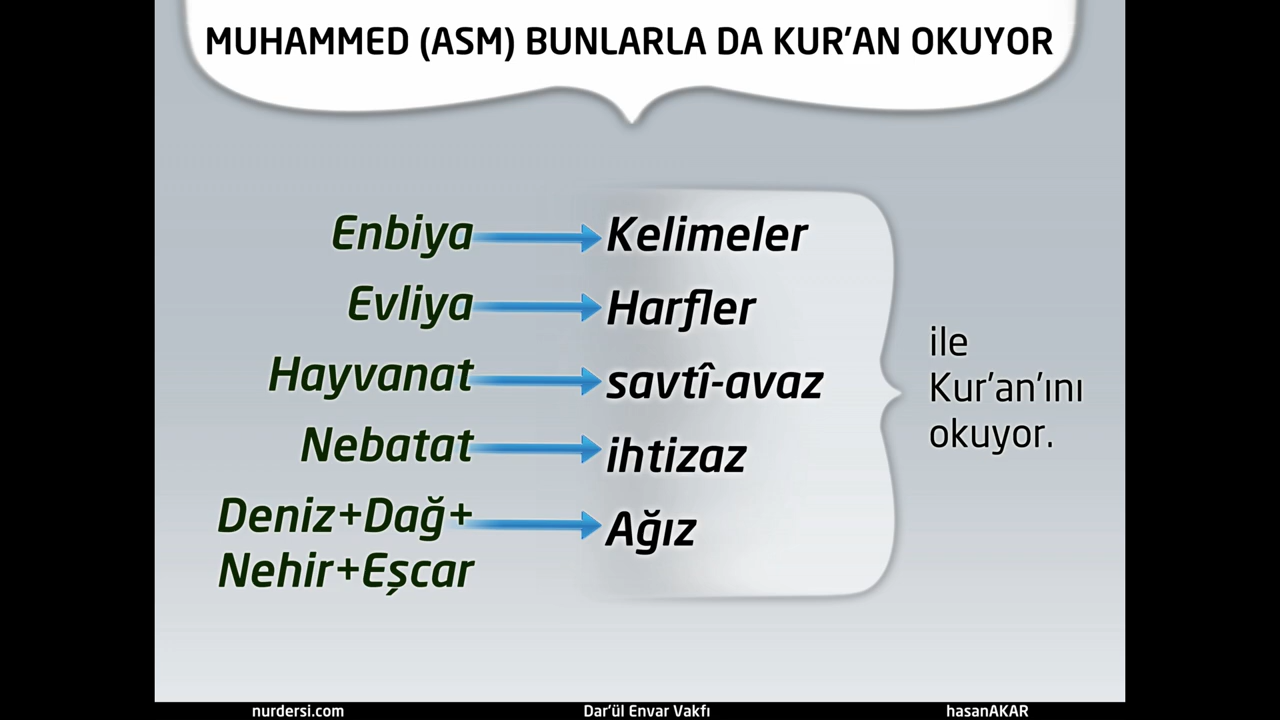 MUHAMMED (ASM) BUNLARLA DA KUR'AN OKUYOR
Enbiya Kelimeler
Evliya Harfler
Hayvanat savtî-avaz
Nebatat ihtizaz
Deniz+Dağ+ Ağız
Nehir+Eşcar
ile
Kur'an'ını
okuyor.
nurdersi.com Dar'ül Envar Vakfı hasanAKAR